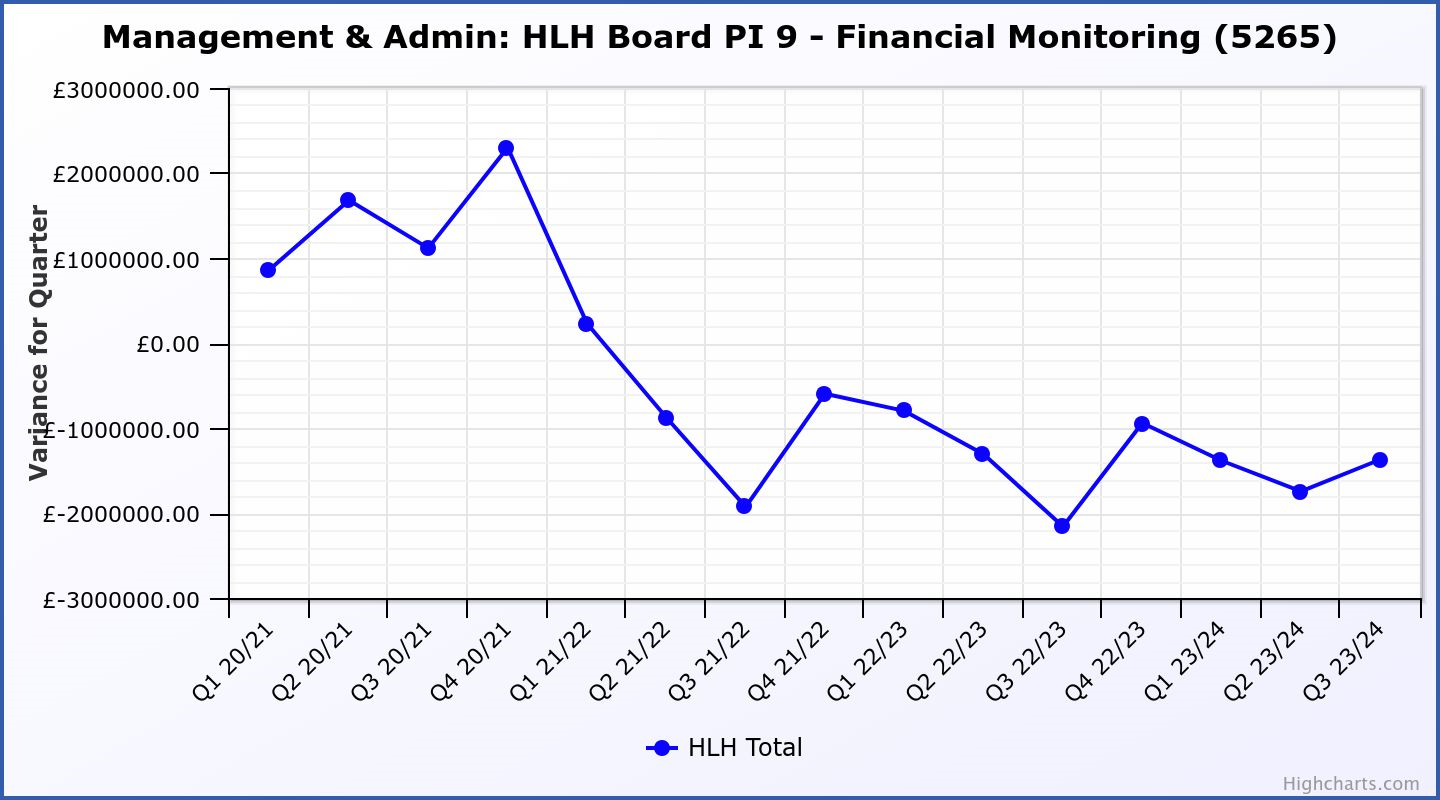 Management & Admin: HLH Board PI 9 - Financial Monitoring (5265)
Variance for Quarter
£3000000.00
£2000000.00
£1000000.00
£0.00
£-1000000.00
£-2000000.00
£-3000000.00
Q1 20/21
Q2 20/21
Q3 20/21
Q4 20/21
Q1 21/22
Q2 21/22
Q3 21/22
Q4 21/22
Q1 22/23
Q2 22/23
Q3 22/23
Q4 22/23
Q1 23/24
Q2 23/24
Q3 23/24
HLH Total
Highcharts.com